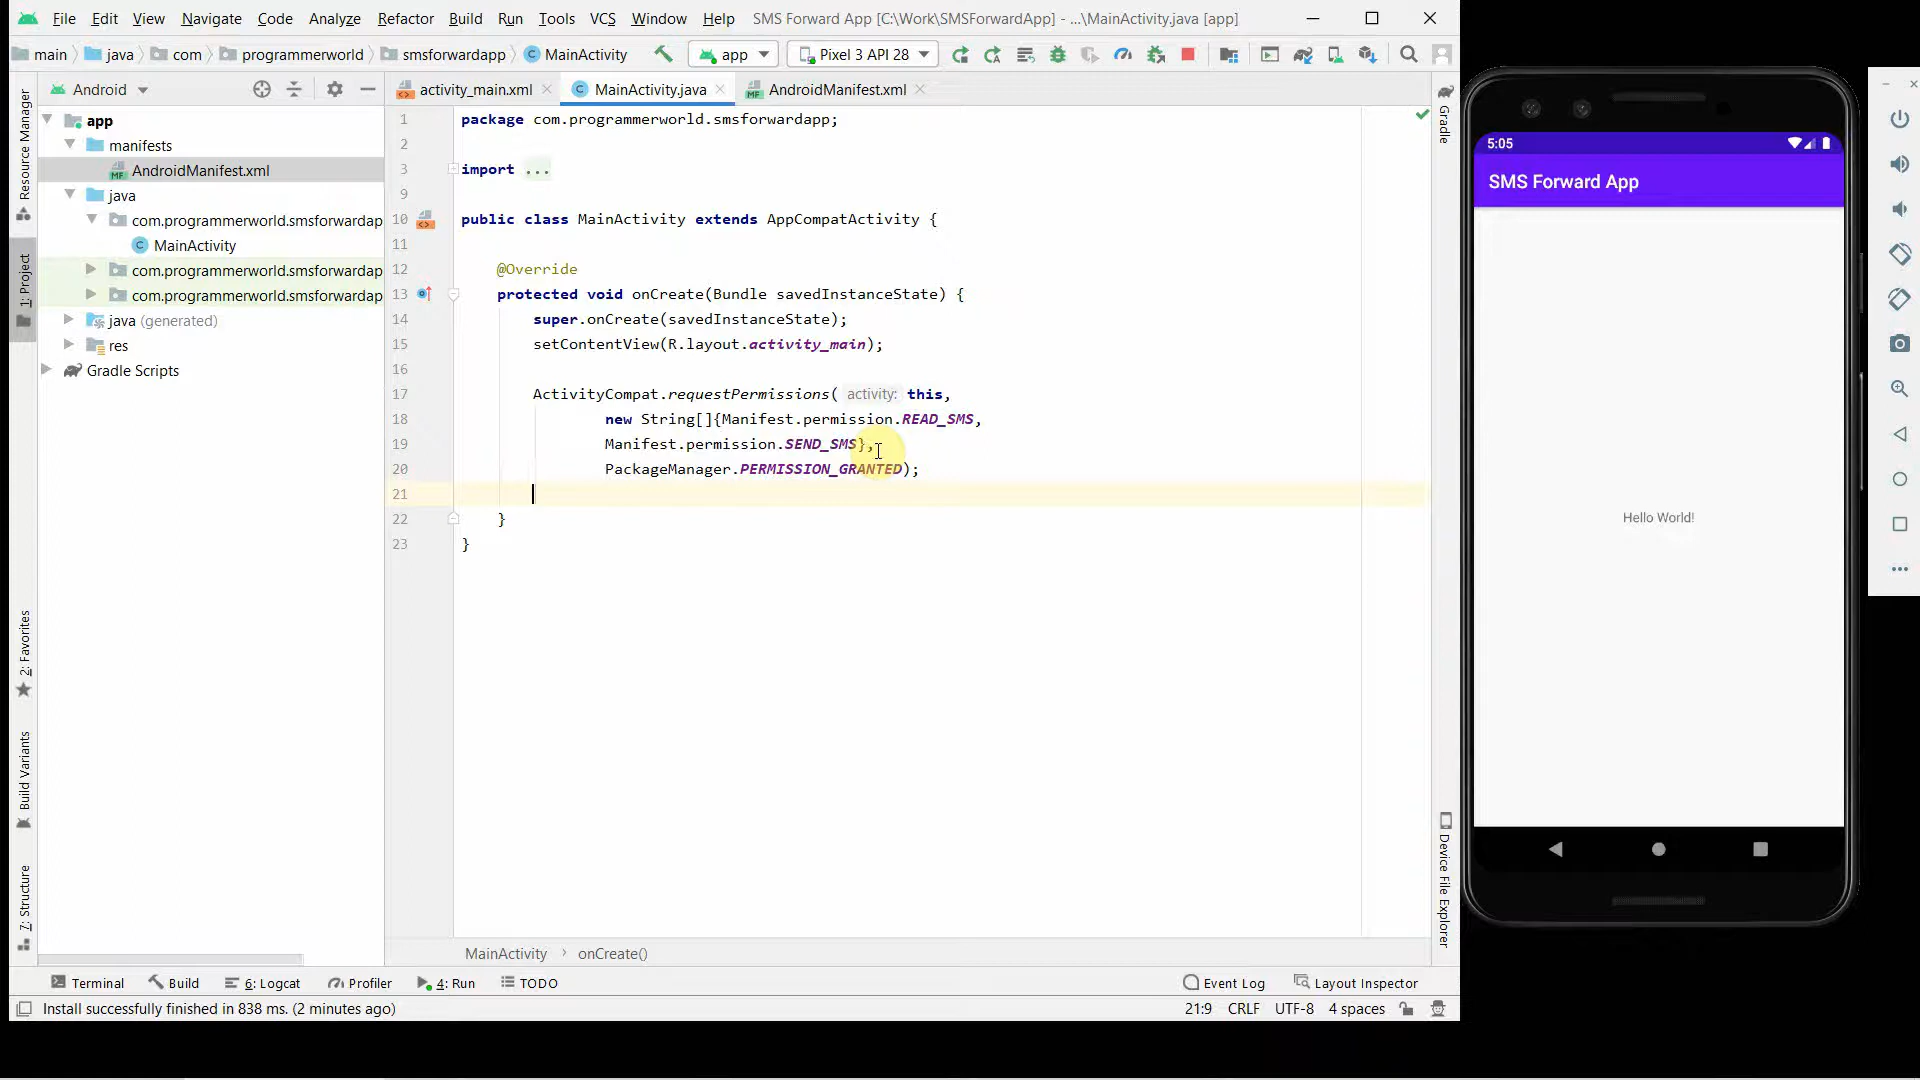 File Edit View Navigate Code Analyze Refactor Build Run Tools VCS Window Help SMS Forward App [C:\Work\SMSForwardApp] - ...\MainActivity.java [app]
main java com programmerworld smsforwardapp MainActivity app Pixel 3 API 28
Android
activity_main.xml MainActivity.java AndroidManifest.xml
Resource Manager
1: Project
2: Favorites
Build Variants
7: Structure
app
manifests
AndroidManifest.xml
java
com.programmerworld.smsforwardap
MainActivity
com.programmerworld.smsforwardap
com.programmerworld.smsforwardap
java (generated)
res
Gradle Scripts
1 package com.programmerworld.smsforwardapp;
2
3 import ...
9
10 public class MainActivity extends AppCompatActivity {
11
12 @Override
13 protected void onCreate(Bundle savedInstanceState) {
14 super.onCreate(savedInstanceState);
15 setContentView(R.layout.activity_main);
16
17 ActivityCompat.requestPermissions( activity: this,
18 new String[]{Manifest.permission.READ_SMS,
19 Manifest.permission.SEND_SMS},
20 PackageManager.PERMISSION_GRANTED);
21
22 }
23 }
MainActivity onCreate()
Gradle
Device File Explorer
Terminal Build 6: Logcat Profiler 4: Run TODO Event Log Layout Inspector
Install successfully finished in 838 ms. (2 minutes ago) 21:9 CRLF UTF-8 4 spaces
5:05
SMS Forward App
Hello World!